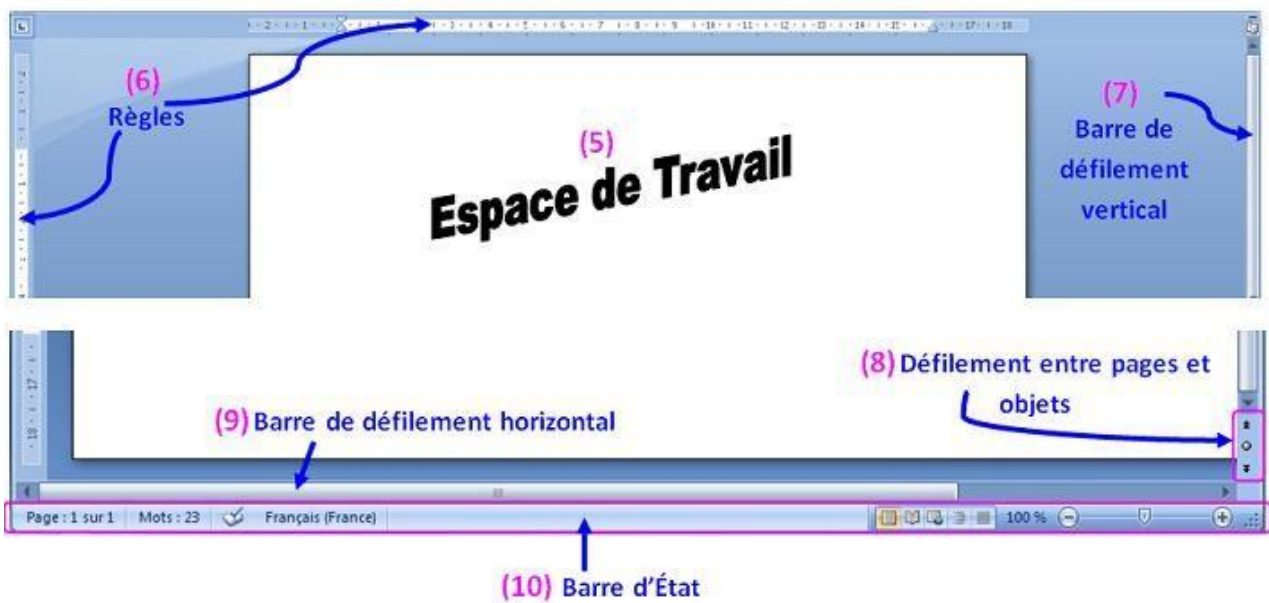 (6)
Règles
(5)
Espace de Travail
(7)
Barre de
défilement
vertical
(8) Défilement entre pages et
objets
(9) Barre de défilement horizontal
Page : 1 sur 1 Mots : 23 Français (France) 100 %
(10) Barre d'État